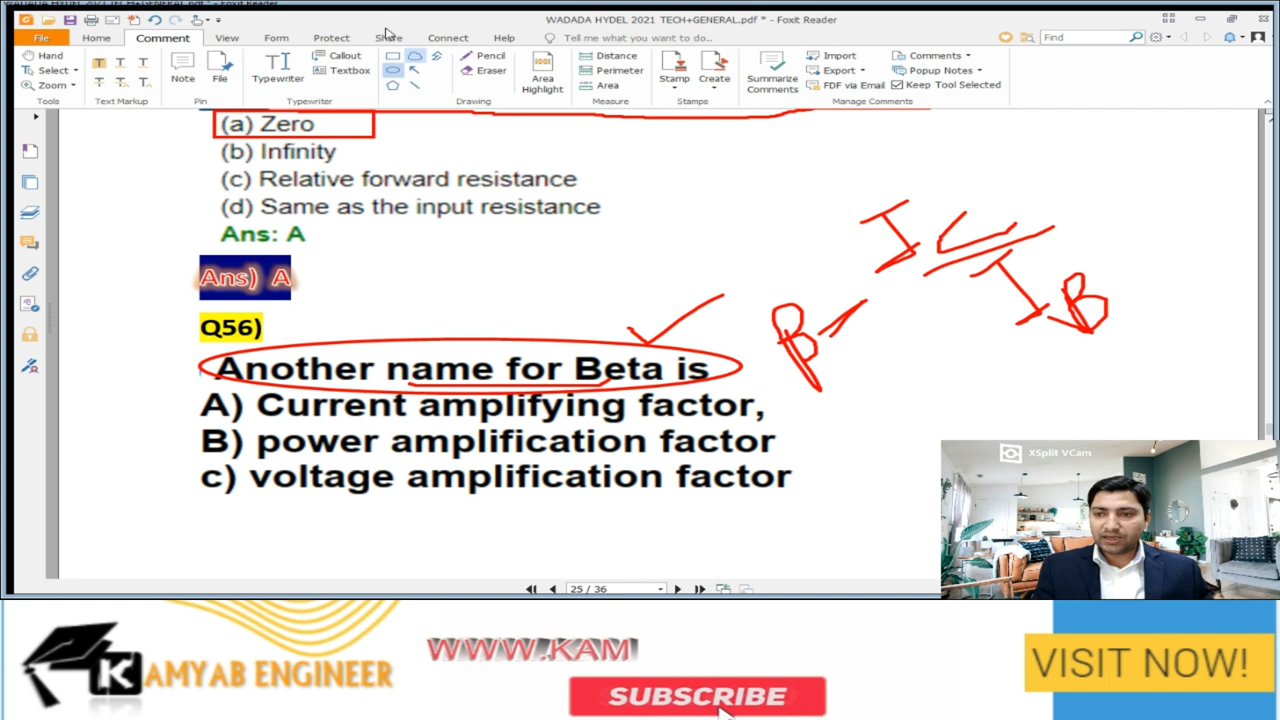 WADADA HYDEL 2021 TECH+GENERAL.pdf * - Foxit Reader
File Home Comment View Form Protect Share Connect Help Tell me what you want to do.. Find
Hand
Select
Zoom
Tools
Text Markup
Note
File
Pin
Typewriter
Callout
Textbox
Typewriter
Pencil
Eraser
Area Highlight
Drawing
Distance
Perimeter
Area
Measure
Stamp
Create
Stamps
Summarize Comments
Import
Export
FDF via Email
Comments
Popup Notes
Keep Tool Selected
Manage Comments
(a) Zero
(b) Infinity
(c) Relative forward resistance
(d) Same as the input resistance
Ans: A
Ans) A
Q56)
Another name for Beta is
A) Current amplifying factor,
B) power amplification factor
c) voltage amplification factor
β = IC
IB
XSplit VCam
25 / 36
KAMYAB ENGINEER
WWW.KAM
SUBSCRIBE
VISIT NOW!